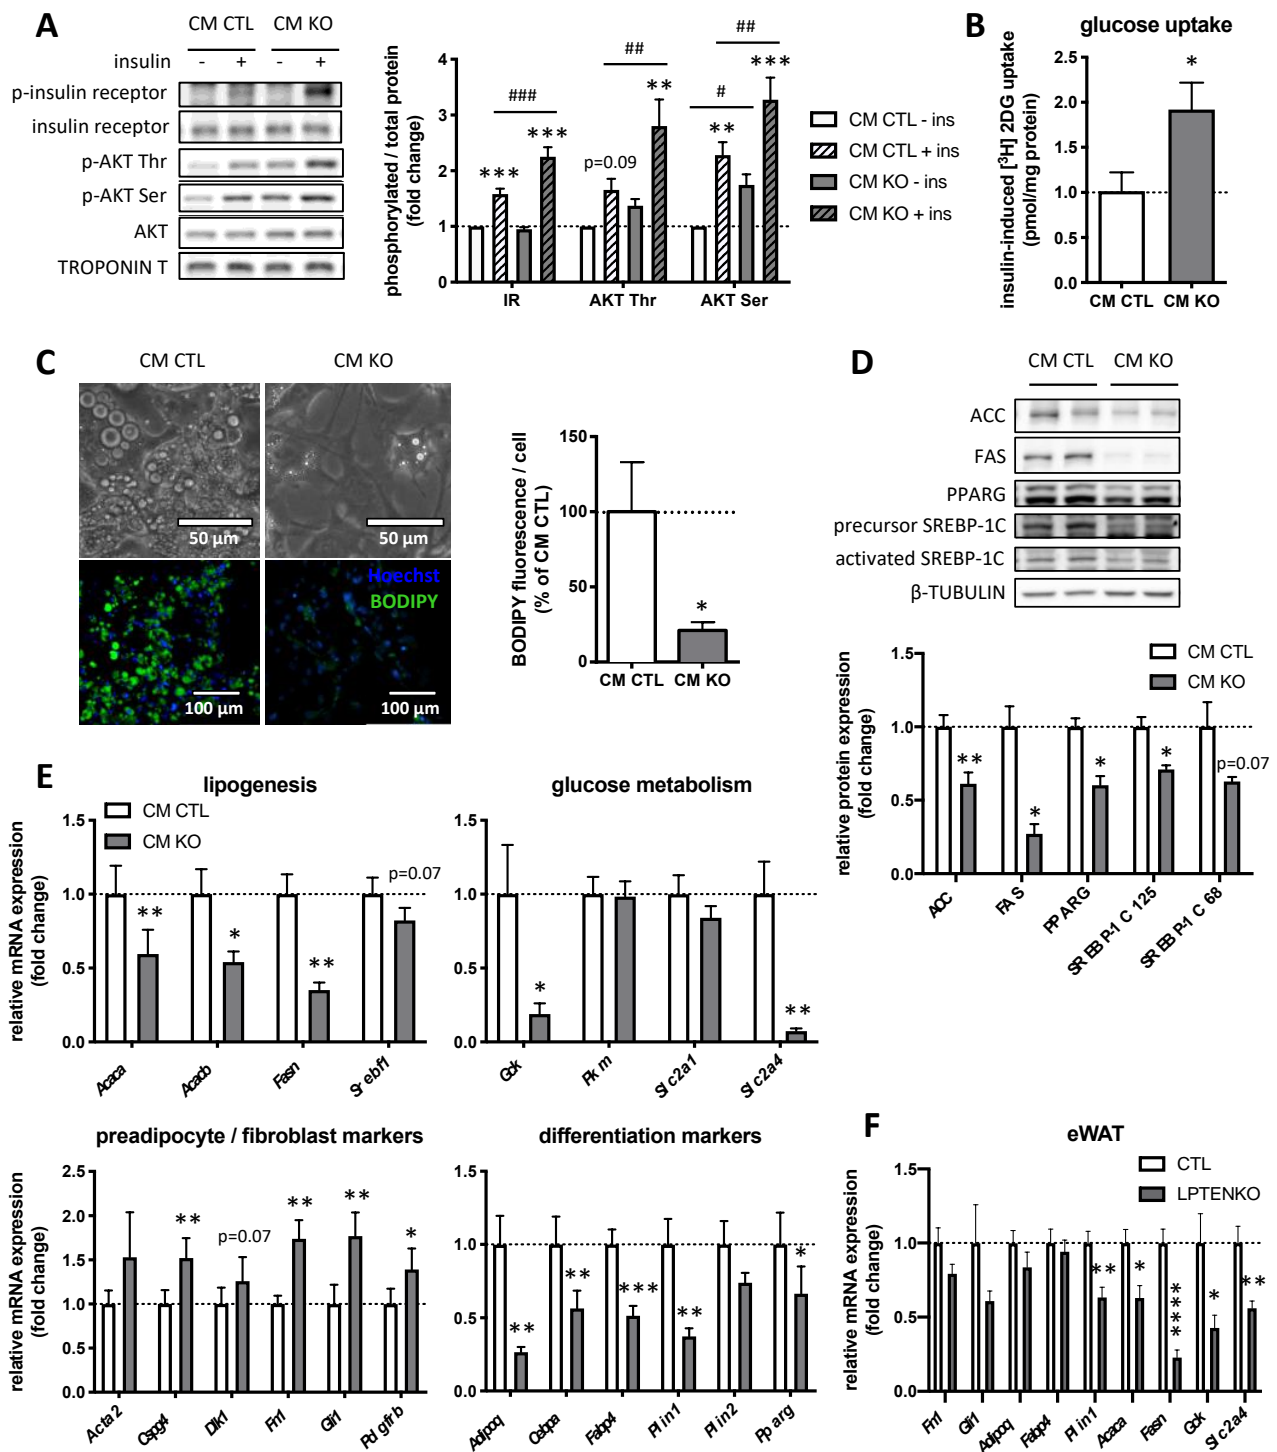 A
CM CTL CM KO
insulin - + - +
p-insulin receptor
insulin receptor
p-AKT Thr
p-AKT Ser
AKT
TROPONIN T
phosphorylated / total protein
(fold change)
4
3
2
1
0
***
###
***
p=0.09
##
**
#
**
##
***
IR AKT Thr AKT Ser
CM CTL - ins
CM CTL + ins
CM KO - ins
CM KO + ins
B
glucose uptake
insulin-induced [³H] 2DG uptake
(pmol/mg protein)
2.5
2.0
1.5
1.0
0.5
0.0
*
CM CTL CM KO
C
CM CTL CM KO
50 µm 50 µm
Hoechst
BODIPY
100 µm 100 µm
BODIPY fluorescence / cell
(% of CM CTL)
150
100
50
0
*
CM CTL CM KO
D
CM CTL CM KO
ACC
FAS
PPARG
precursor SREBP-1C
activated SREBP-1C
β-TUBULIN
relative protein expression
(fold change)
1.5
1.0
0.5
0.0
CM CTL
CM KO
** * * * p=0.07
ACC FAS PPARG SREBP-1C 125 SREBP-1C 68
E
lipogenesis
relative mRNA expression
(fold change)
1.5
1.0
0.5
0.0
CM CTL
CM KO
** * ** p=0.07
Acaca Acacb Fasn Srebf1
glucose metabolism
1.5
1.0
0.5
0.0
* **
Gck Pkm Slc2a1 Slc2a4
preadipocyte / fibroblast markers
relative mRNA expression
(fold change)
2.5
2.0
1.5
1.0
0.5
0.0
** p=0.07 ** ** *
Acta2 Cspg4 Dlk1 Fn1 Gli1 Pdgfrb
differentiation markers
1.5
1.0
0.5
0.0
** ** *** ** *
Adipoq Cebpa Fabp4 Plin1 Plin2 Pparg
F
eWAT
relative mRNA expression
(fold change)
1.5
1.0
0.5
0.0
CTL
LPTENKO
** * **** * **
Fn1 Gli1 Adipoq Fabp4 Plin1 Acaca Fasn Gck Slc2a4